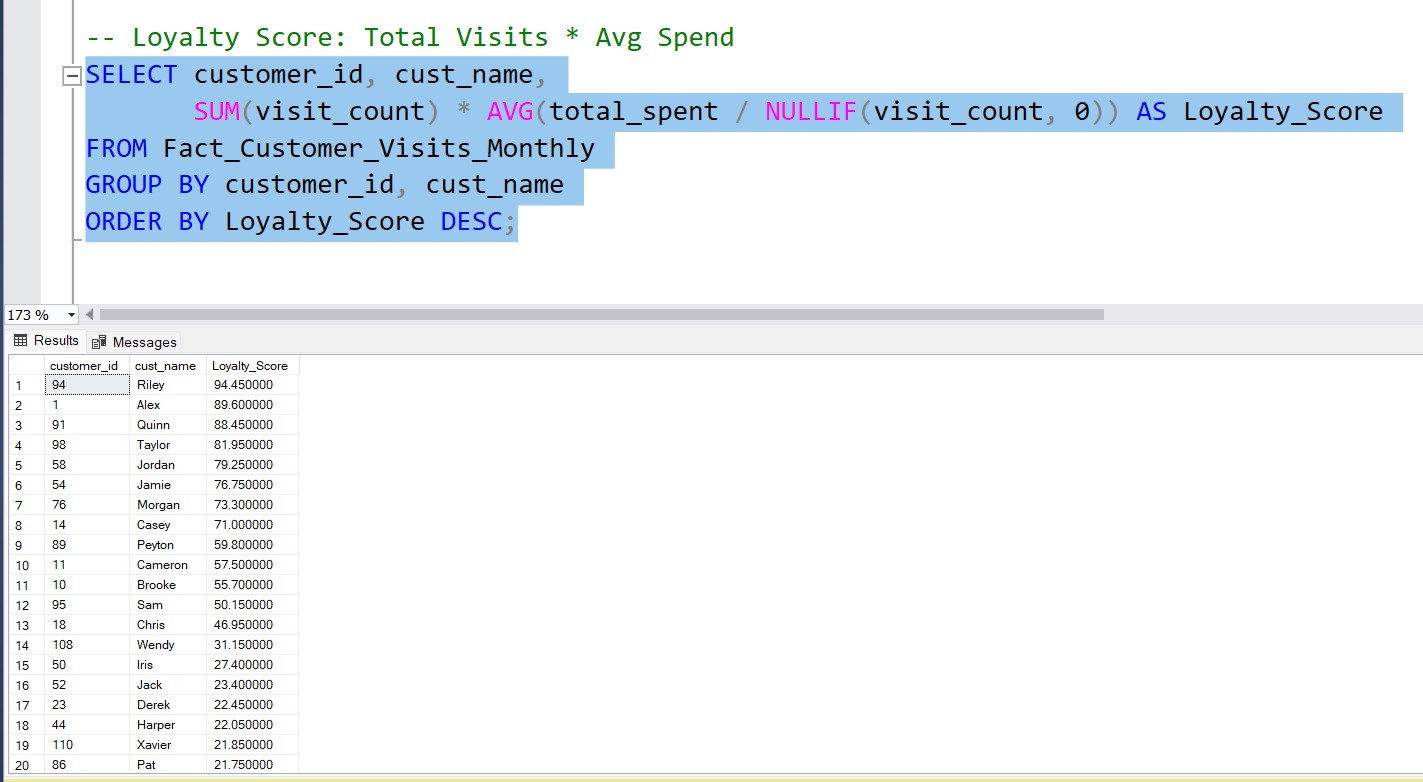 -- Loyalty Score: Total Visits * Avg Spend
SELECT customer_id, cust_name,
SUM(visit_count) * AVG(total_spent / NULLIF(visit_count, 0)) AS Loyalty_Score
FROM Fact_Customer_Visits_Monthly
GROUP BY customer_id, cust_name
ORDER BY Loyalty_Score DESC;
173 %
Results Messages
customer_id cust_name Loyalty_Score
1 94 Riley 94.450000
2 1 Alex 89.600000
3 91 Quinn 88.450000
4 98 Taylor 81.950000
5 58 Jordan 79.250000
6 54 Jamie 76.750000
7 76 Morgan 73.300000
8 14 Casey 71.000000
9 89 Peyton 59.800000
10 11 Cameron 57.500000
11 10 Brooke 55.700000
12 95 Sam 50.150000
13 18 Chris 46.950000
14 108 Wendy 31.150000
15 50 Iris 27.400000
16 52 Jack 23.400000
17 23 Derek 22.450000
18 44 Harper 22.050000
19 110 Xavier 21.850000
20 86 Pat 21.750000